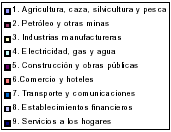 1. Agricultura, caza, silvicultura y pesca
2. Petróleo y otras minas
3. Industrias manufactureras
4. Electricidad, gas y agua
5. Construcción y obras públicas
6.Comercio y hoteles
7. Transporte y comunicaciones
8. Establecimientos financieros
9. Servicios a los hogares